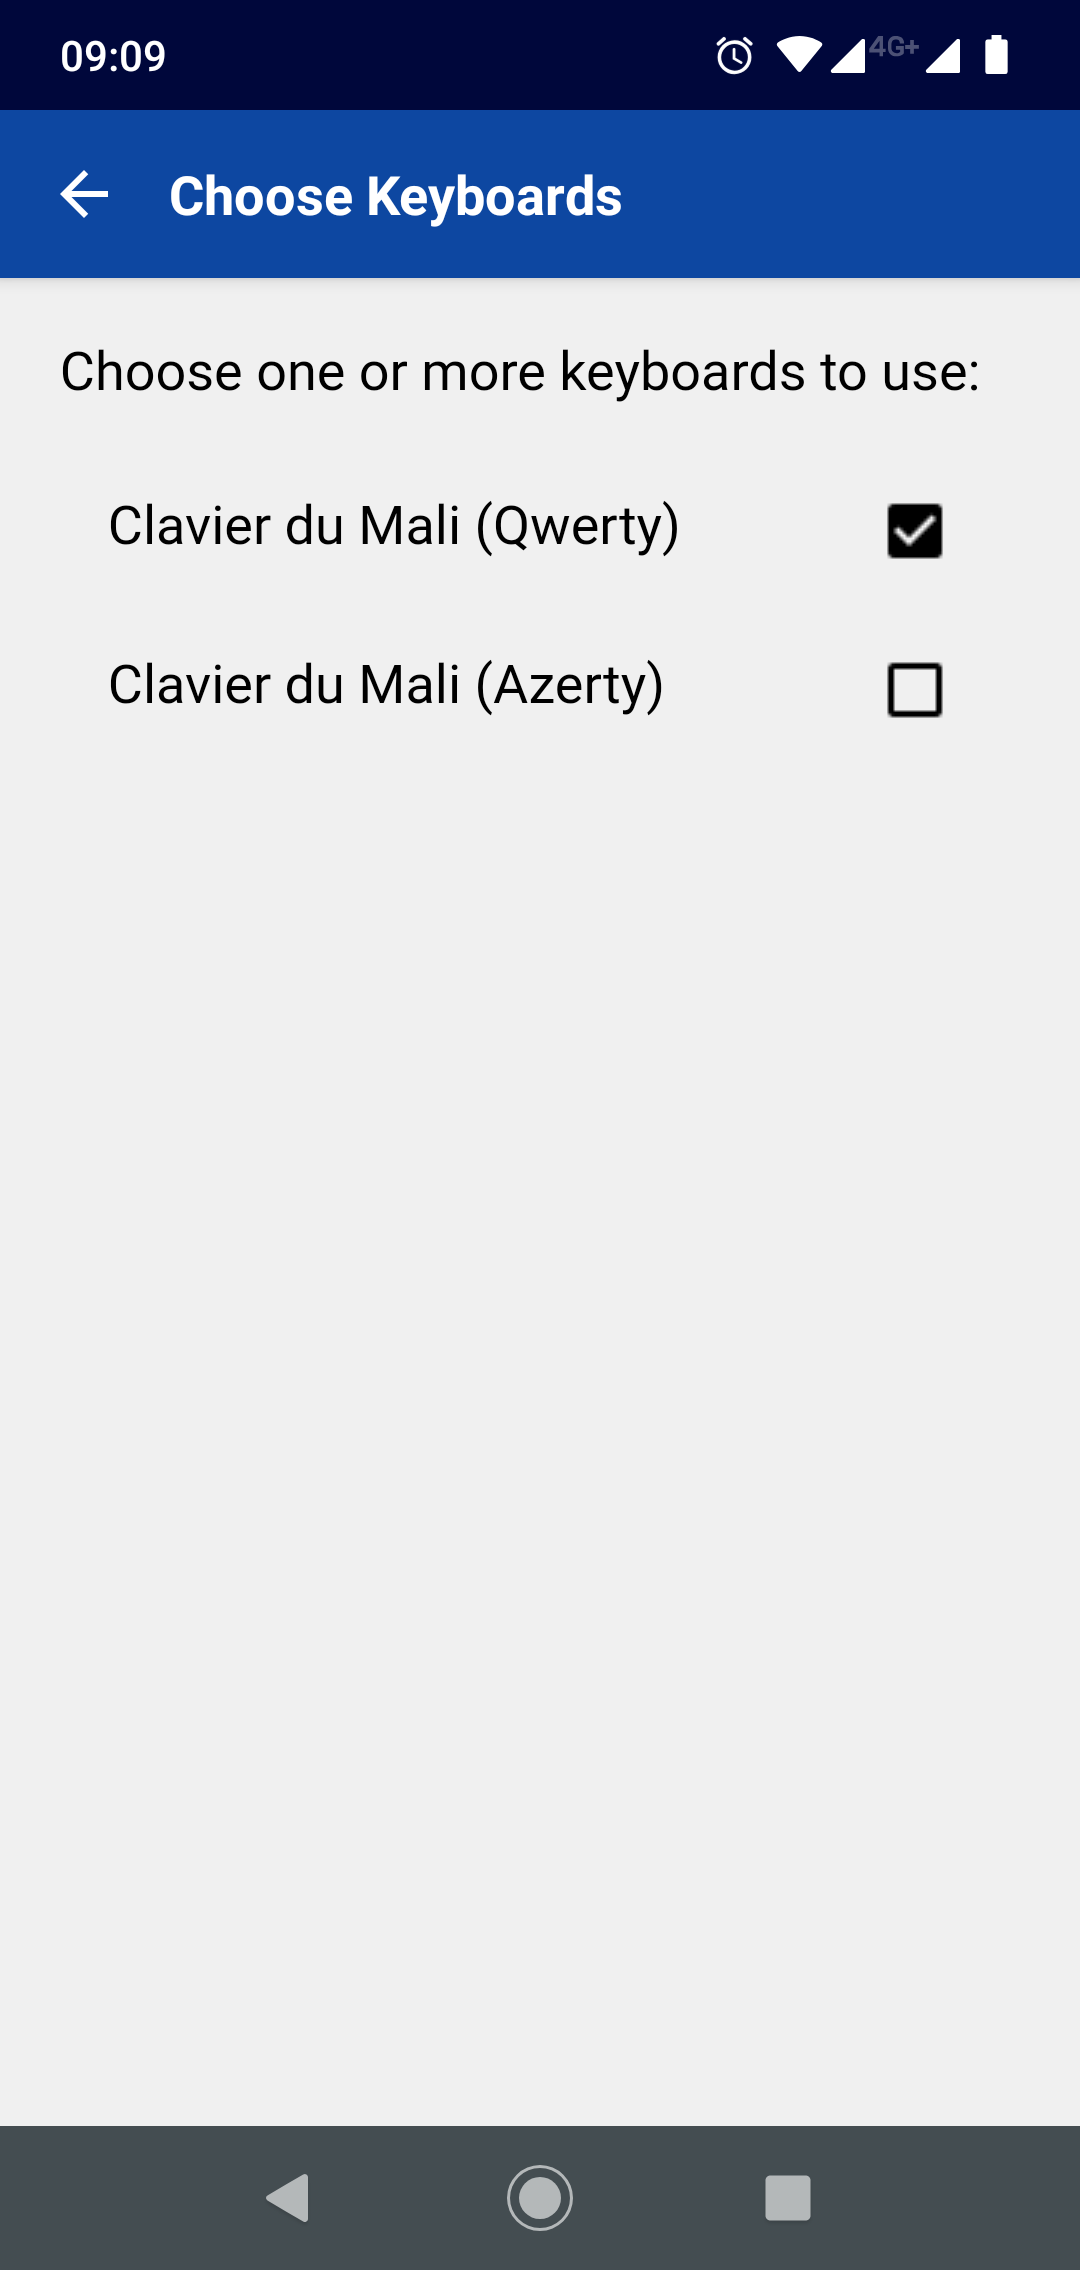 09:09
4G+
Choose Keyboards
Choose one or more keyboards to use:
Clavier du Mali (Qwerty)
Clavier du Mali (Azerty)